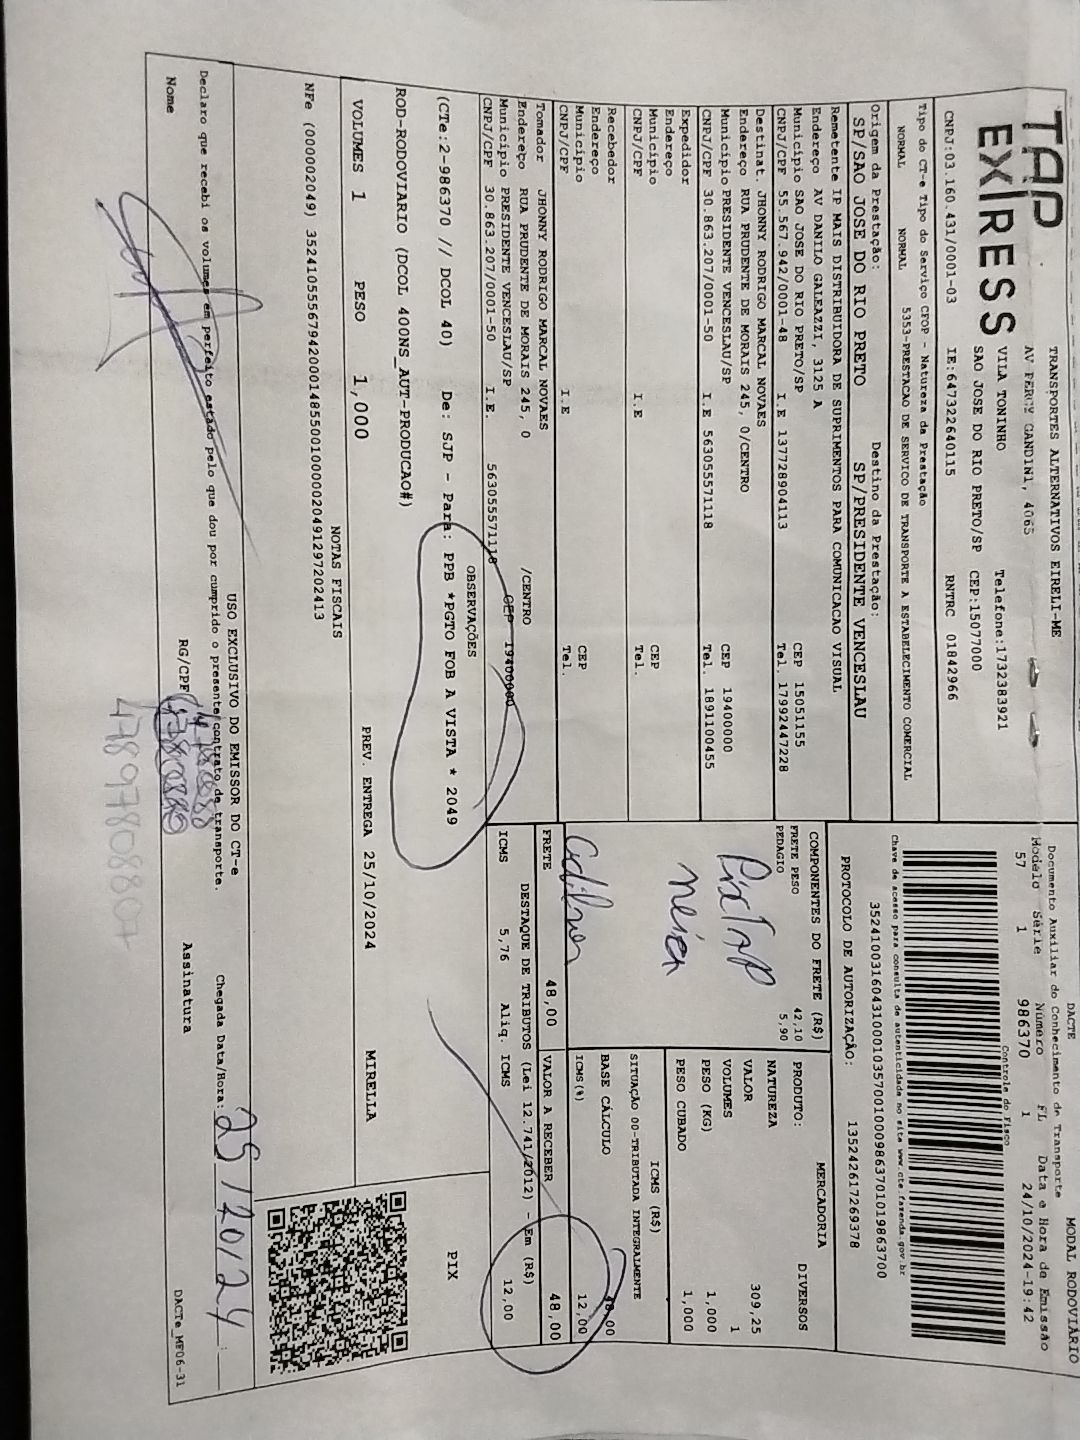 TAP
EX/RESS
TRANSPORTES ALTERNATIVOS EIRELI-ME
AV PERCY GANDINI, 4065
VILA TONINHO Telefone:1732383921
SAO JOSE DO RIO PRETO/SP CEP:15077000
CNPJ:03.160.431/0001-03 IE:647322640115 RNTRC 01842966
DACTE MODAL RODOVIÁRIO
Documento Auxiliar do Conhecimento de Transporte
Modelo Série Número FL Data e Hora de Emissão
57 1 986370 1 24/10/2024-19:42
Controle do Fisco
Chave de acesso para consulta de autenticidade no site www.cte.fazenda.gov.br
35241003160431000103570010009863701019863700
PROTOCOLO DE AUTORIZAÇÃO: 135242617269378
Tipo do CT-e Tipo do Serviço CFOP - Natureza da Prestação
NORMAL NORMAL 5353-PRESTACAO DE SERVICO DE TRANSPORTE A ESTABELECIMENTO COMERCIAL
Origem da Prestação: Destino da Prestação:
SP/SAO JOSE DO RIO PRETO SP/PRESIDENTE VENCESLAU
Remetente IP MAIS DISTRIBUIDORA DE SUPRIMENTOS PARA COMUNICACAO VISUAL
Endereço AV DANILO GALEAZZI, 3125 A
Município SAO JOSE DO RIO PRETO/SP CEP 15051155
CNPJ/CPF 55.567.942/0001-48 I.E 137728904113 Tel. 17992447228
Destinat. JHONNY RODRIGO MARCAL NOVAES
Endereço RUA PRUDENTE DE MORAIS 245, 0/CENTRO
Município PRESIDENTE VENCESLAU/SP CEP 19400000
CNPJ/CPF 30.863.207/0001-50 I.E 563055571118 Tel. 1891100455
Expedidor
Endereço
Município CEP
CNPJ/CPF I.E Tel.
Recebedor
Endereço
Município CEP
CNPJ/CPF I.E Tel.
Tomador JHONNY RODRIGO MARCAL NOVAES
Endereço RUA PRUDENTE DE MORAIS 245, 0 /CENTRO
Município PRESIDENTE VENCESLAU/SP CEP 19400000
CNPJ/CPF 30.863.207/0001-50 I.E. 563055571118
COMPONENTES DO FRETE (R$)
FRETE PESO 42,10
PEDAGIO 5,90
Pix TAP
FRETE 48,00
PRODUTO: MERCADORIA
NATUREZA DIVERSOS
VALOR 309,25
VOLUMES 1
PESO (KG) 1,000
PESO CUBADO 1,000
ICMS (R$)
SITUAÇÃO 00-TRIBUTADA INTEGRALMENTE
BASE CÁLCULO 48,00
ICMS(%) 12,00
VALOR A RECEBER 48,00
DESTAQUE DE TRIBUTOS (Lei 12.741/2012) - Em (R$)
ICMS 5,76 Aliq. ICMS 12,00
OBSERVAÇÕES
(CTe:2-986370 // DCOL 40) De: SJP - Para: PPB *PGTO FOB A VISTA * 2049
ROD-RODOVIARIO (DCOL 400NS_AUT-PRODUCAO#)
PIX
VOLUMES 1 PESO 1,000 PREV. ENTREGA 25/10/2024 MIRELLA
NOTAS FISCAIS
NFe (000002049) 35241055567942000148550010000020491297202413
USO EXCLUSIVO DO EMISSOR DO CT-e
Declaro que recebi os volumes em perfeito estado pelo que dou por cumprido o presente contrato de transporte.
Chegada Data/Hora: 25/10/24 :
Nome RG/CPF Assinatura
47897808807
DACTe_MF06-31